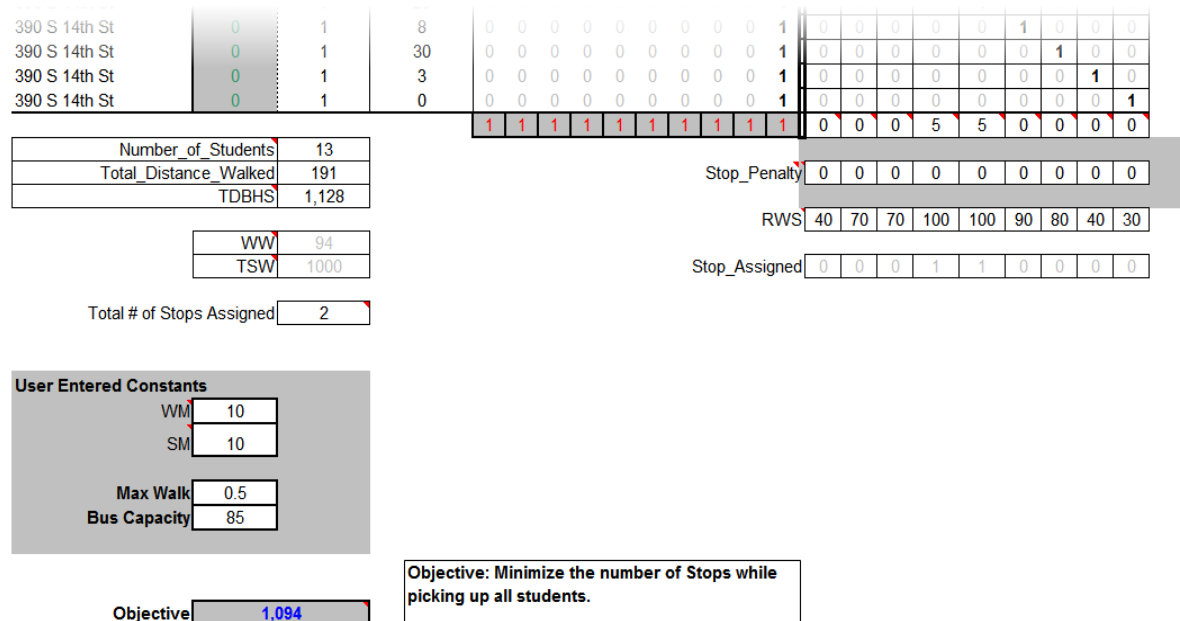 390 S 14th St 0 1 8 0 0 0 0 0 0 0 0 0 1 0 0 0 0 0 1 0 0 0
390 S 14th St 0 1 30 0 0 0 0 0 0 0 0 0 1 0 0 0 0 0 0 1 0 0
390 S 14th St 0 1 3 0 0 0 0 0 0 0 0 0 1 0 0 0 0 0 0 0 1 0
390 S 14th St 0 1 0 0 0 0 0 0 0 0 0 0 1 0 0 0 0 0 0 0 0 1
1 1 1 1 1 1 1 1 1 1 0 0 0 5 5 0 0 0 0
Number_of_Students 13
Total_Distance_Walked 191 Stop_Penalty 0 0 0 0 0 0 0 0 0
TDBHS 1,128
RWS 40 70 70 100 100 90 80 40 30
WW 94
TSW 1000 Stop_Assigned 0 0 0 1 1 0 0 0 0
Total # of Stops Assigned 2
User Entered Constants
WM 10
SM 10
Max Walk 0.5
Bus Capacity 85
Objective: Minimize the number of Stops while
picking up all students.
Objective 1,094